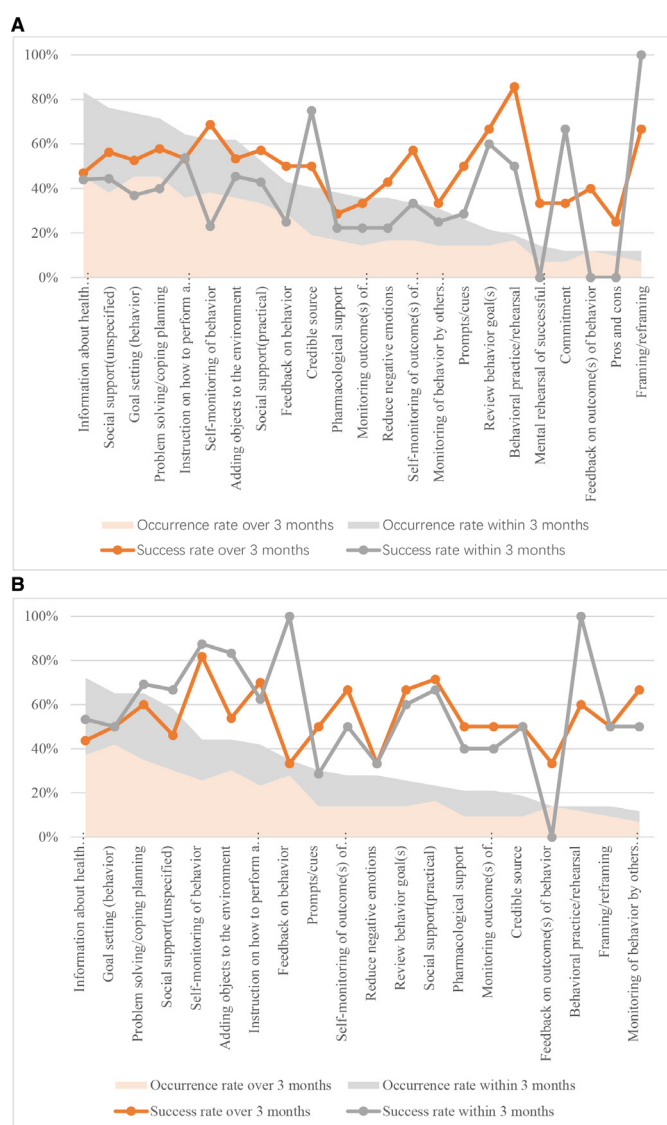 A
100%
80%
60%
40%
20%
0%
Information about health…
Social support(unspecified)
Goal setting (behavior)
Problem solving/coping planning
Instruction on how to perform a…
Self-monitoring of behavior
Adding objects to the environment
Social support(practical)
Feedback on behavior
Credible source
Pharmacological support
Monitoring outcome(s) of…
Reduce negative emotions
Self-monitoring of outcome(s) of…
Monitoring of behavior by others…
Prompts/cues
Review behavior goal(s)
Behavioral practice/rehearsal
Mental rehearsal of successful…
Commitment
Feedback on outcome(s) of behavior
Pros and cons
Framing/reframing
Occurrence rate over 3 months
Occurrence rate within 3 months
Success rate over 3 months
Success rate within 3 months
B
100%
80%
60%
40%
20%
0%
Information about health…
Goal setting (behavior)
Problem solving/coping planning
Social support(unspecified)
Self-monitoring of behavior
Adding objects to the environment
Instruction on how to perform a…
Feedback on behavior
Prompts/cues
Self-monitoring of outcome(s) of…
Reduce negative emotions
Review behavior goal(s)
Social support(practical)
Pharmacological support
Monitoring outcome(s) of…
Credible source
Feedback on outcome(s) of behavior
Behavioral practice/rehearsal
Framing/reframing
Monitoring of behavior by others…
Occurrence rate over 3 months
Occurrence rate within 3 months
Success rate over 3 months
Success rate within 3 months